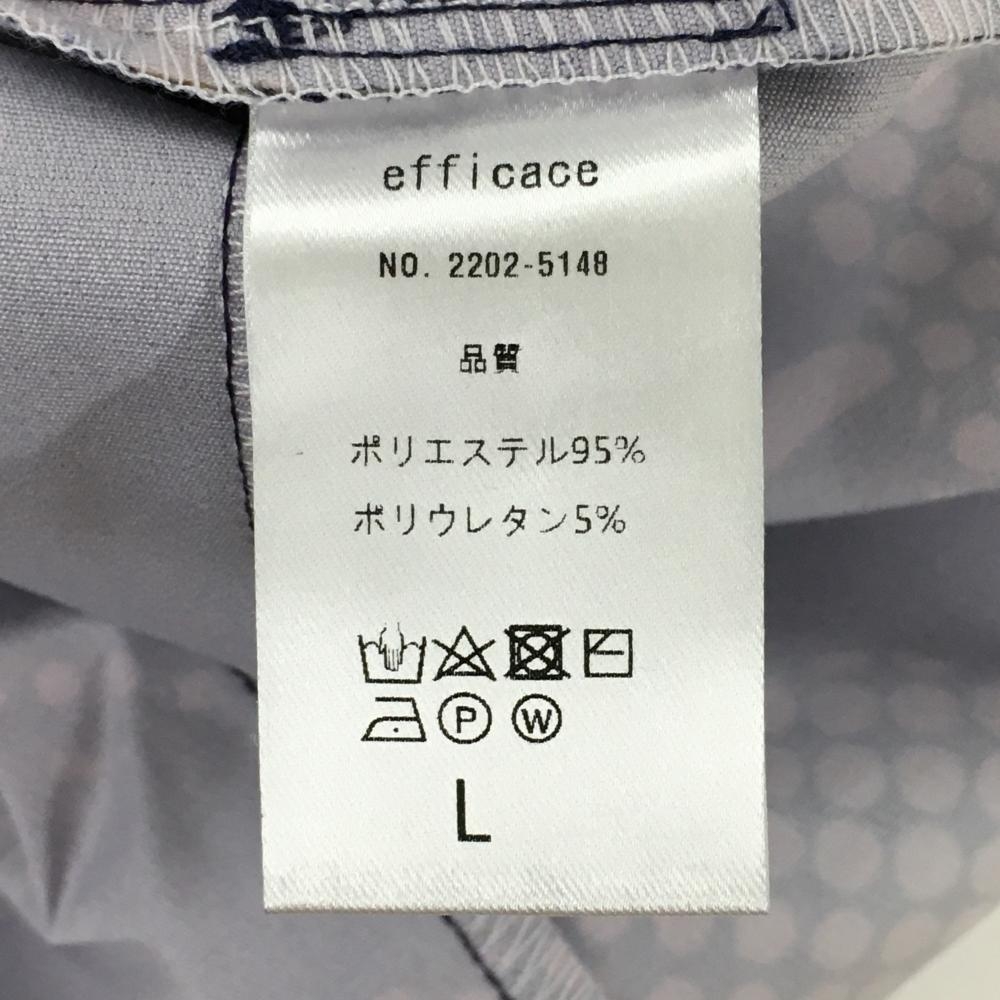 efficace
NO. 2202-5148
品質
ポリエステル95%
ポリウレタン5%
P W
L